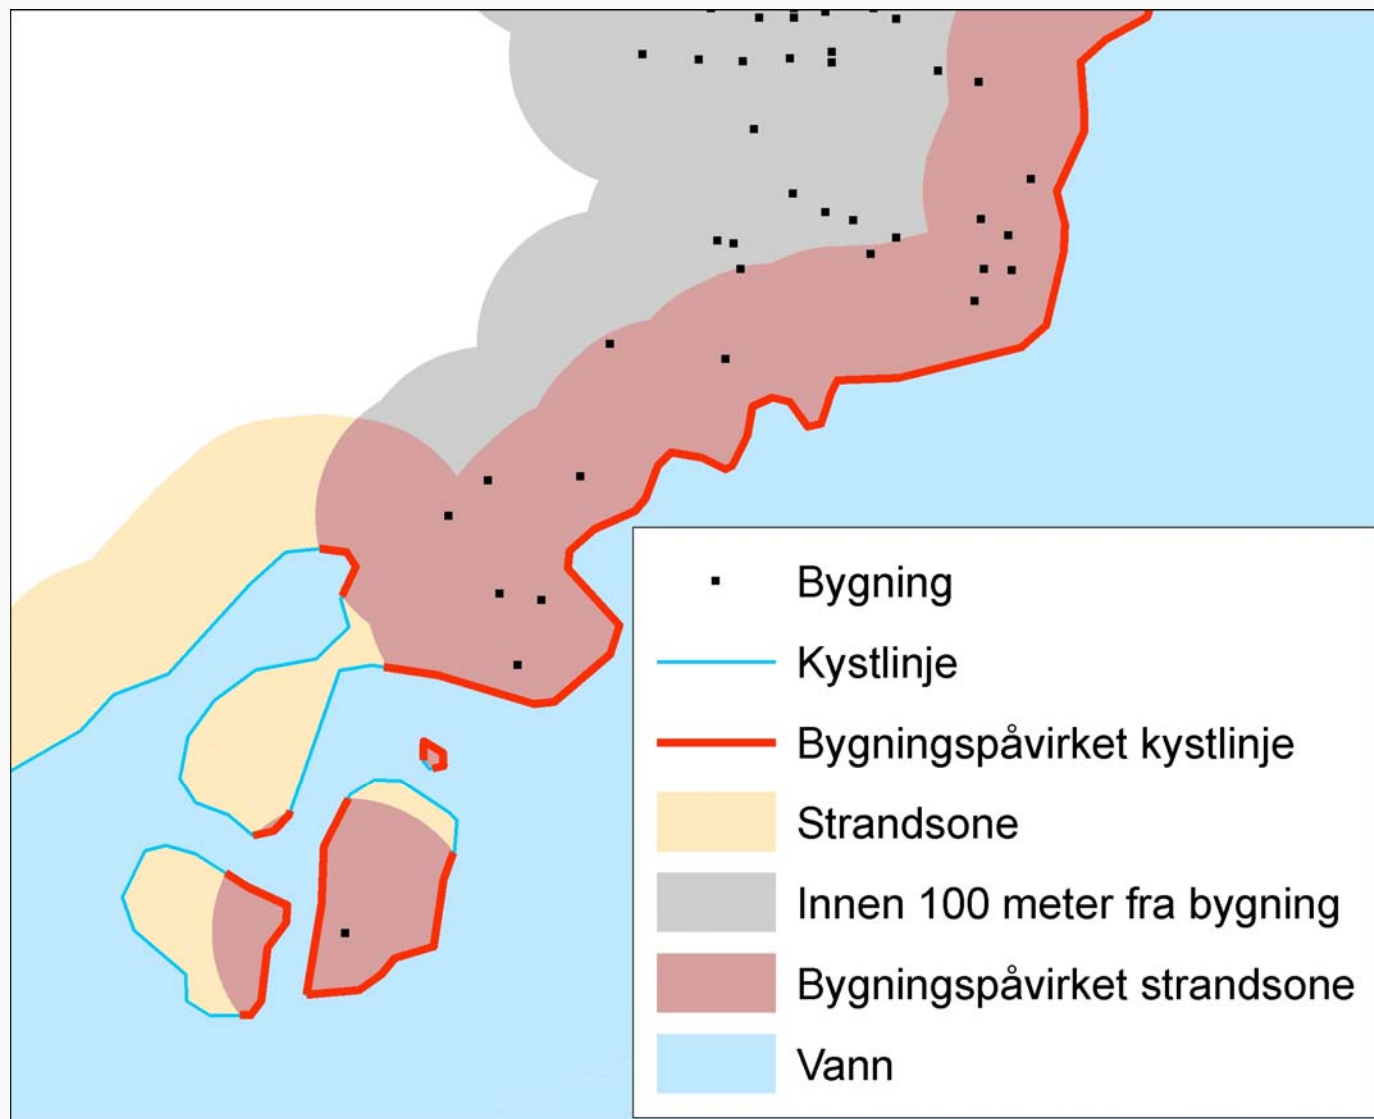 Bygning
Kystlinje
Bygningspåvirket kystlinje
Strandsone
Innen 100 meter fra bygning
Bygningspåvirket strandsone
Vann